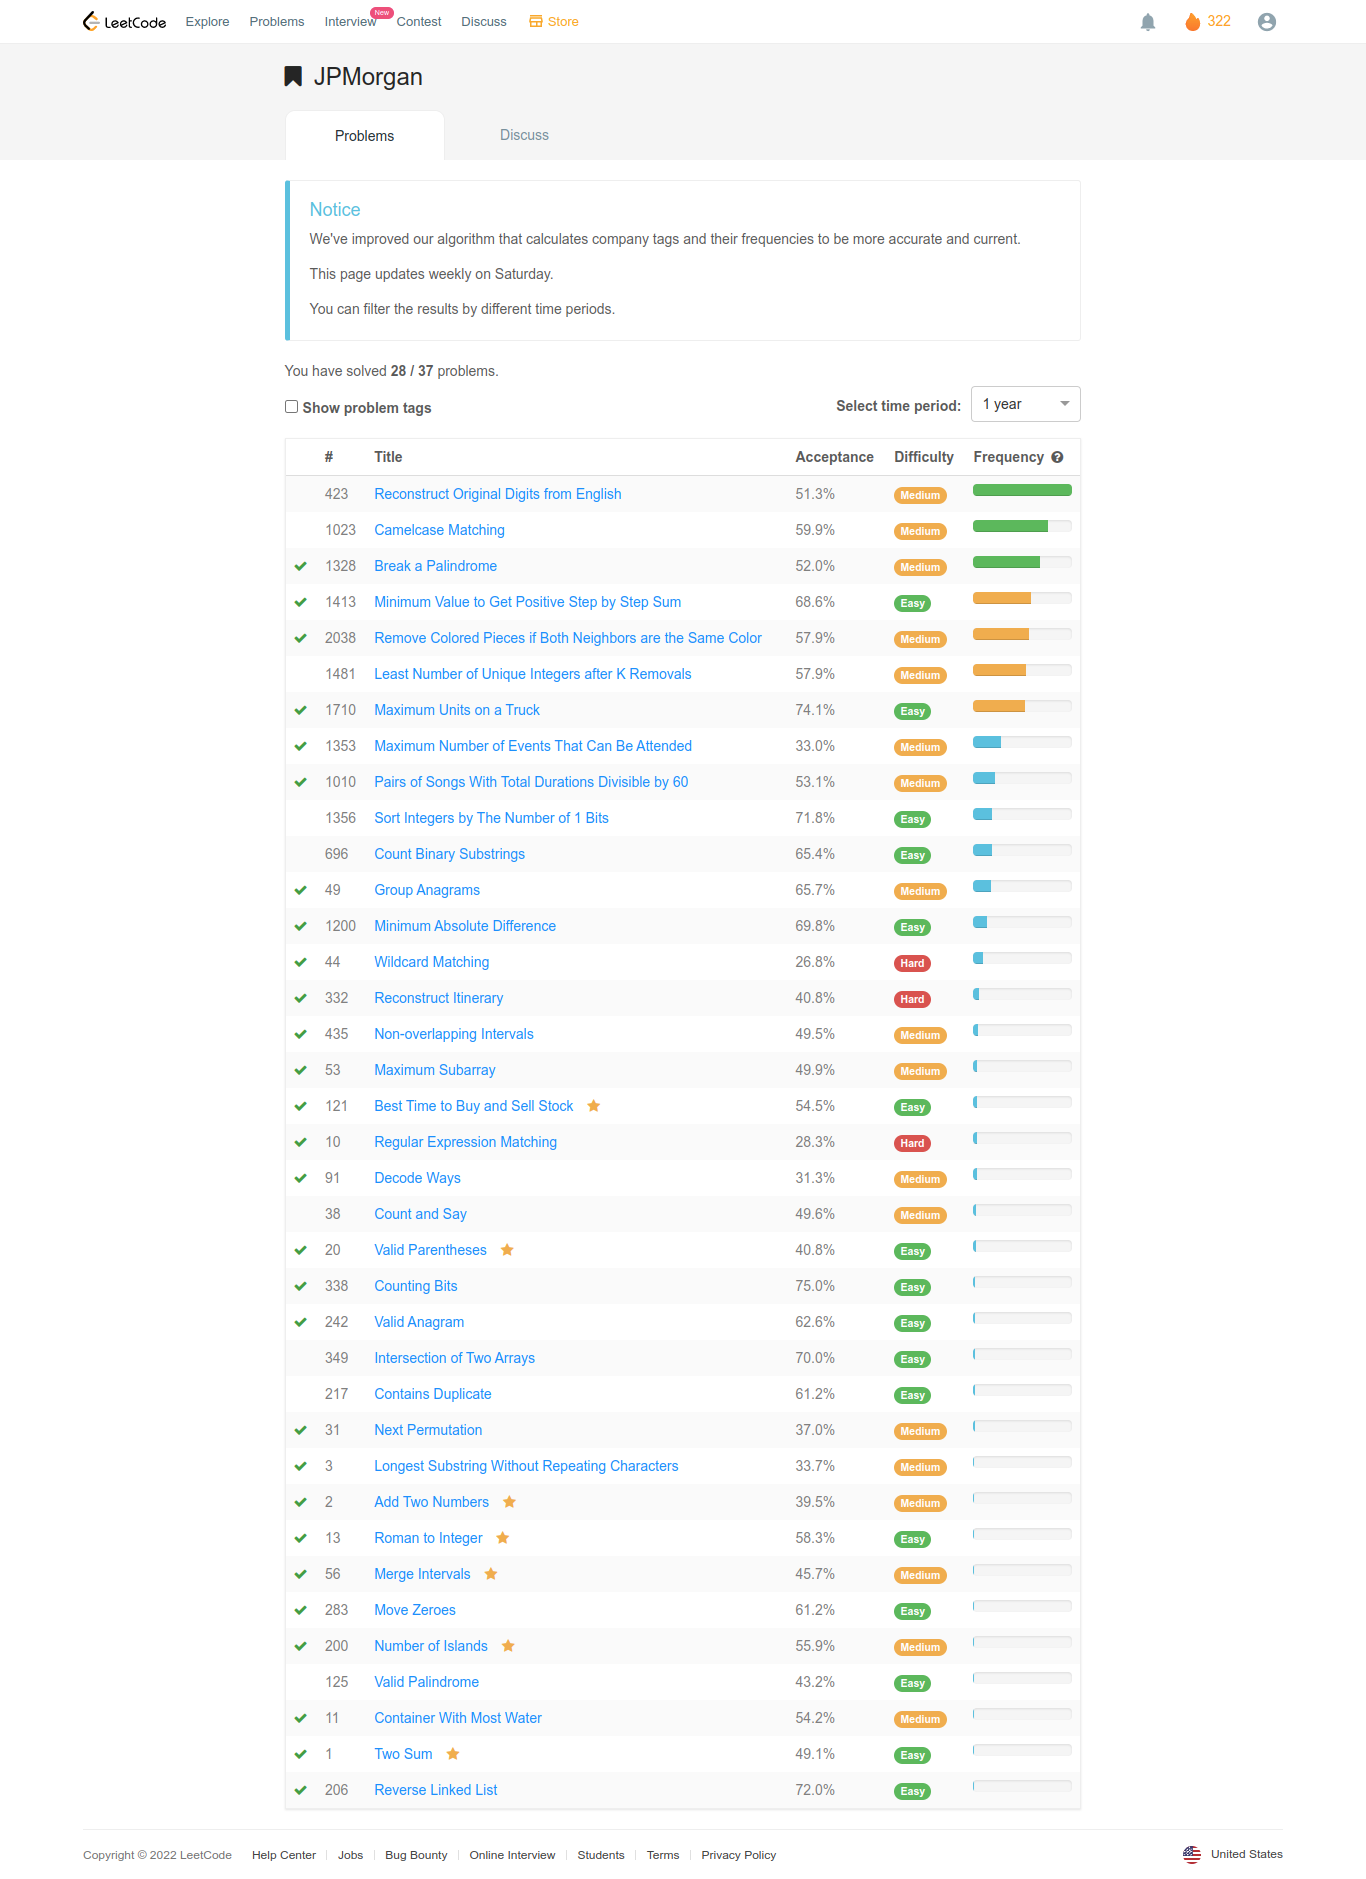 LeetCode Explore Problems Interview New Contest Discuss Store 322
JPMorgan
Problems Discuss
Notice
We've improved our algorithm that calculates company tags and their frequencies to be more accurate and current.
This page updates weekly on Saturday.
You can filter the results by different time periods.
You have solved 28 / 37 problems.
Show problem tags Select time period: 1 year
# Title Acceptance Difficulty Frequency ?
423 Reconstruct Original Digits from English 51.3% Medium
1023 Camelcase Matching 59.9% Medium
1328 Break a Palindrome 52.0% Medium
1413 Minimum Value to Get Positive Step by Step Sum 68.6% Easy
2038 Remove Colored Pieces if Both Neighbors are the Same Color 57.9% Medium
1481 Least Number of Unique Integers after K Removals 57.9% Medium
1710 Maximum Units on a Truck 74.1% Easy
1353 Maximum Number of Events That Can Be Attended 33.0% Medium
1010 Pairs of Songs With Total Durations Divisible by 60 53.1% Medium
1356 Sort Integers by The Number of 1 Bits 71.8% Easy
696 Count Binary Substrings 65.4% Easy
49 Group Anagrams 65.7% Medium
1200 Minimum Absolute Difference 69.8% Easy
44 Wildcard Matching 26.8% Hard
332 Reconstruct Itinerary 40.8% Hard
435 Non-overlapping Intervals 49.5% Medium
53 Maximum Subarray 49.9% Medium
121 Best Time to Buy and Sell Stock 54.5% Easy
10 Regular Expression Matching 28.3% Hard
91 Decode Ways 31.3% Medium
38 Count and Say 49.6% Medium
20 Valid Parentheses 40.8% Easy
338 Counting Bits 75.0% Easy
242 Valid Anagram 62.6% Easy
349 Intersection of Two Arrays 70.0% Easy
217 Contains Duplicate 61.2% Easy
31 Next Permutation 37.0% Medium
3 Longest Substring Without Repeating Characters 33.7% Medium
2 Add Two Numbers 39.5% Medium
13 Roman to Integer 58.3% Easy
56 Merge Intervals 45.7% Medium
283 Move Zeroes 61.2% Easy
200 Number of Islands 55.9% Medium
125 Valid Palindrome 43.2% Easy
11 Container With Most Water 54.2% Medium
1 Two Sum 49.1% Easy
206 Reverse Linked List 72.0% Easy
Copyright © 2022 LeetCode Help Center Jobs Bug Bounty Online Interview Students Terms Privacy Policy United States